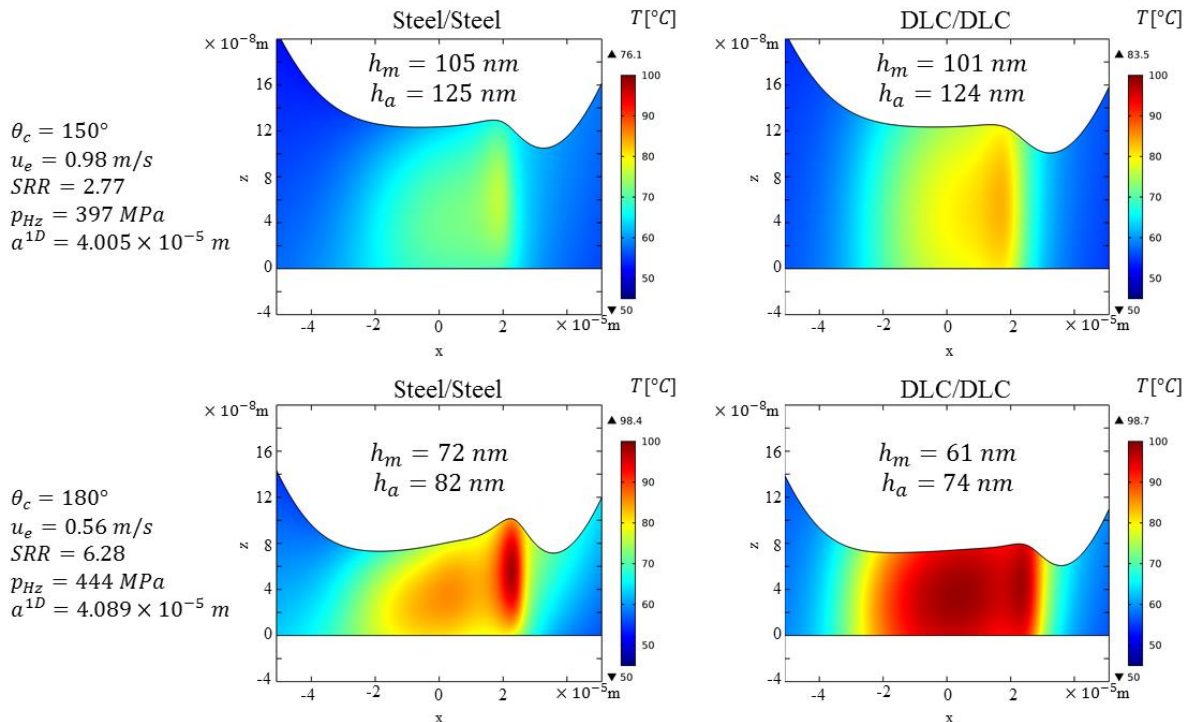 Steel/Steel
T[°C]
DLC/DLC
T[°C]
× 10⁻⁸m
▲ 76.1
× 10⁻⁸m
▲ 83.5
h_m = 105 nm
h_a = 125 nm
h_m = 101 nm
h_a = 124 nm
θ_c = 150°
u_e = 0.98 m/s
SRR = 2.77
p_Hz = 397 MPa
a^1D = 4.005 × 10⁻⁵ m
16
12
8
z
4
0
-4
100
90
80
70
60
50
▼ 50
16
12
8
z
4
0
-4
100
90
80
70
60
50
▼ 50
-4 -2 0 2 4 × 10⁻⁵m
x
-4 -2 0 2 4 × 10⁻⁵m
x
Steel/Steel
T[°C]
DLC/DLC
T[°C]
× 10⁻⁸m
▲ 98.4
× 10⁻⁸m
▲ 98.7
h_m = 72 nm
h_a = 82 nm
h_m = 61 nm
h_a = 74 nm
θ_c = 180°
u_e = 0.56 m/s
SRR = 6.28
p_Hz = 444 MPa
a^1D = 4.089 × 10⁻⁵ m
16
12
8
z
4
0
-4
100
90
80
70
60
50
▼ 50
16
12
8
z
4
0
-4
100
90
80
70
60
50
▼ 50
-4 -2 0 2 × 10⁻⁵m
x
-4 -2 0 2 × 10⁻⁵m
x